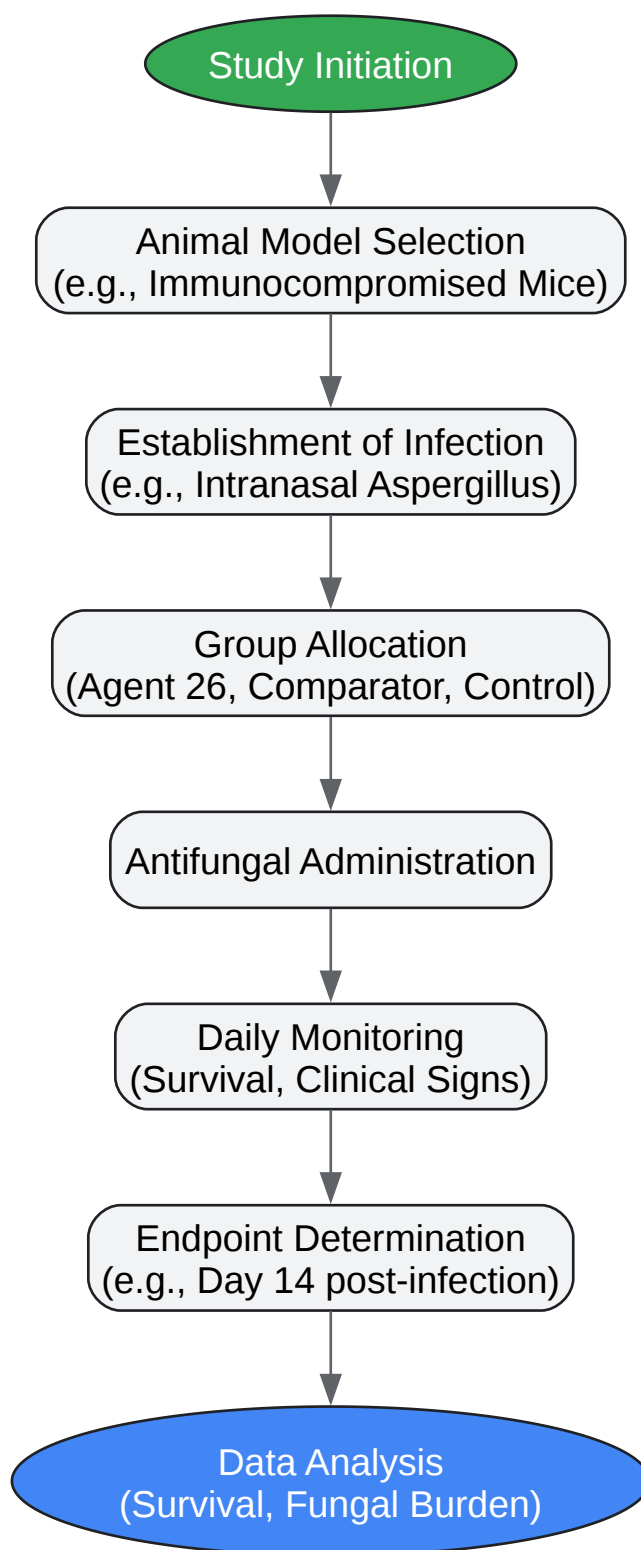 Study Initiation
Animal Model Selection
(e.g., Immunocompromised Mice)
Establishment of Infection
(e.g., Intranasal Aspergillus)
Group Allocation
(Agent 26, Comparator, Control)
Antifungal Administration
Daily Monitoring
(Survival, Clinical Signs)
Endpoint Determination
(e.g., Day 14 post-infection)
Data Analysis
(Survival, Fungal Burden)